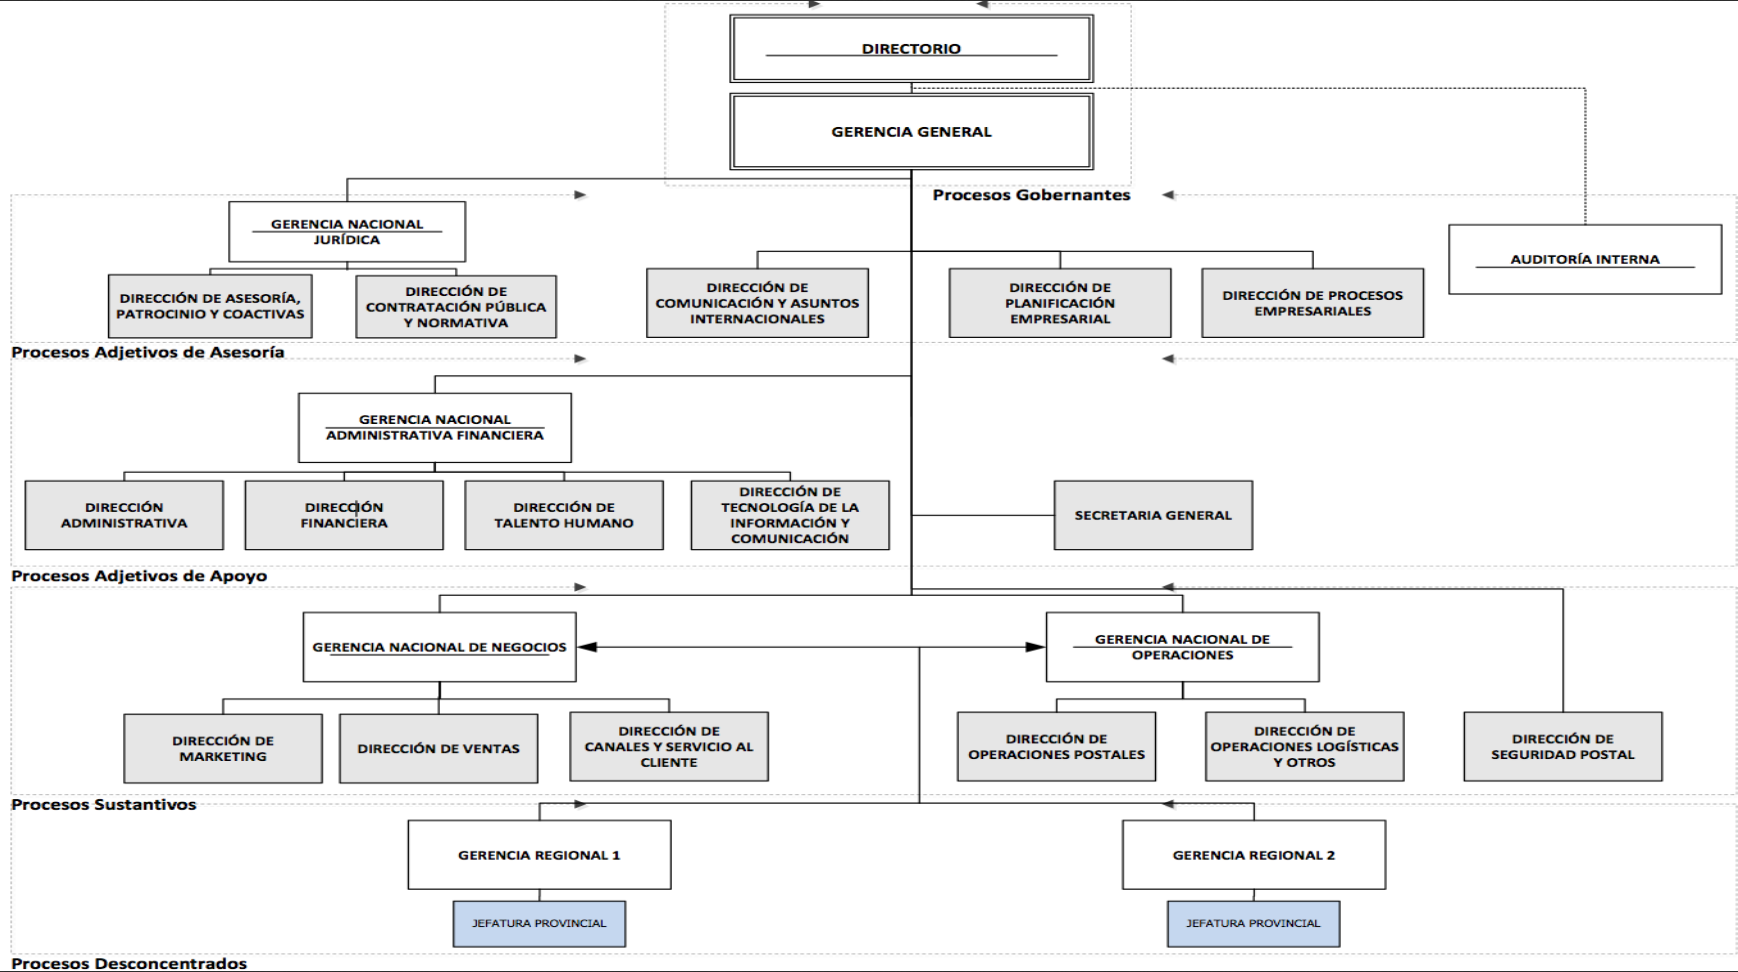 DIRECTORIO
GERENCIA GENERAL
Procesos Gobernantes
GERENCIA NACIONAL
JURÍDICA
AUDITORÍA INTERNA
DIRECCIÓN DE ASESORÍA,
PATROCINIO Y COACTIVAS
DIRECCIÓN DE
CONTRATACIÓN PÚBLICA
Y NORMATIVA
DIRECCIÓN DE
COMUNICACIÓN Y ASUNTOS
INTERNACIONALES
DIRECCIÓN DE
PLANIFICACIÓN
EMPRESARIAL
DIRECCIÓN DE PROCESOS
EMPRESARIALES
Procesos Adjetivos de Asesoría
GERENCIA NACIONAL
ADMINISTRATIVA FINANCIERA
DIRECCIÓN
ADMINISTRATIVA
DIRECCIÓN
FINANCIERA
DIRECCIÓN DE
TALENTO HUMANO
DIRECCIÓN DE
TECNOLOGÍA DE LA
INFORMACIÓN Y
COMUNICACIÓN
SECRETARIA GENERAL
Procesos Adjetivos de Apoyo
GERENCIA NACIONAL DE NEGOCIOS
GERENCIA NACIONAL DE
OPERACIONES
DIRECCIÓN DE
MARKETING
DIRECCIÓN DE VENTAS
DIRECCIÓN DE
CANALES Y SERVICIO AL
CLIENTE
DIRECCIÓN DE
OPERACIONES POSTALES
DIRECCIÓN DE
OPERACIONES LOGÍSTICAS
Y OTROS
DIRECCIÓN DE
SEGURIDAD POSTAL
Procesos Sustantivos
GERENCIA REGIONAL 1
GERENCIA REGIONAL 2
JEFATURA PROVINCIAL
JEFATURA PROVINCIAL
Procesos Desconcentrados